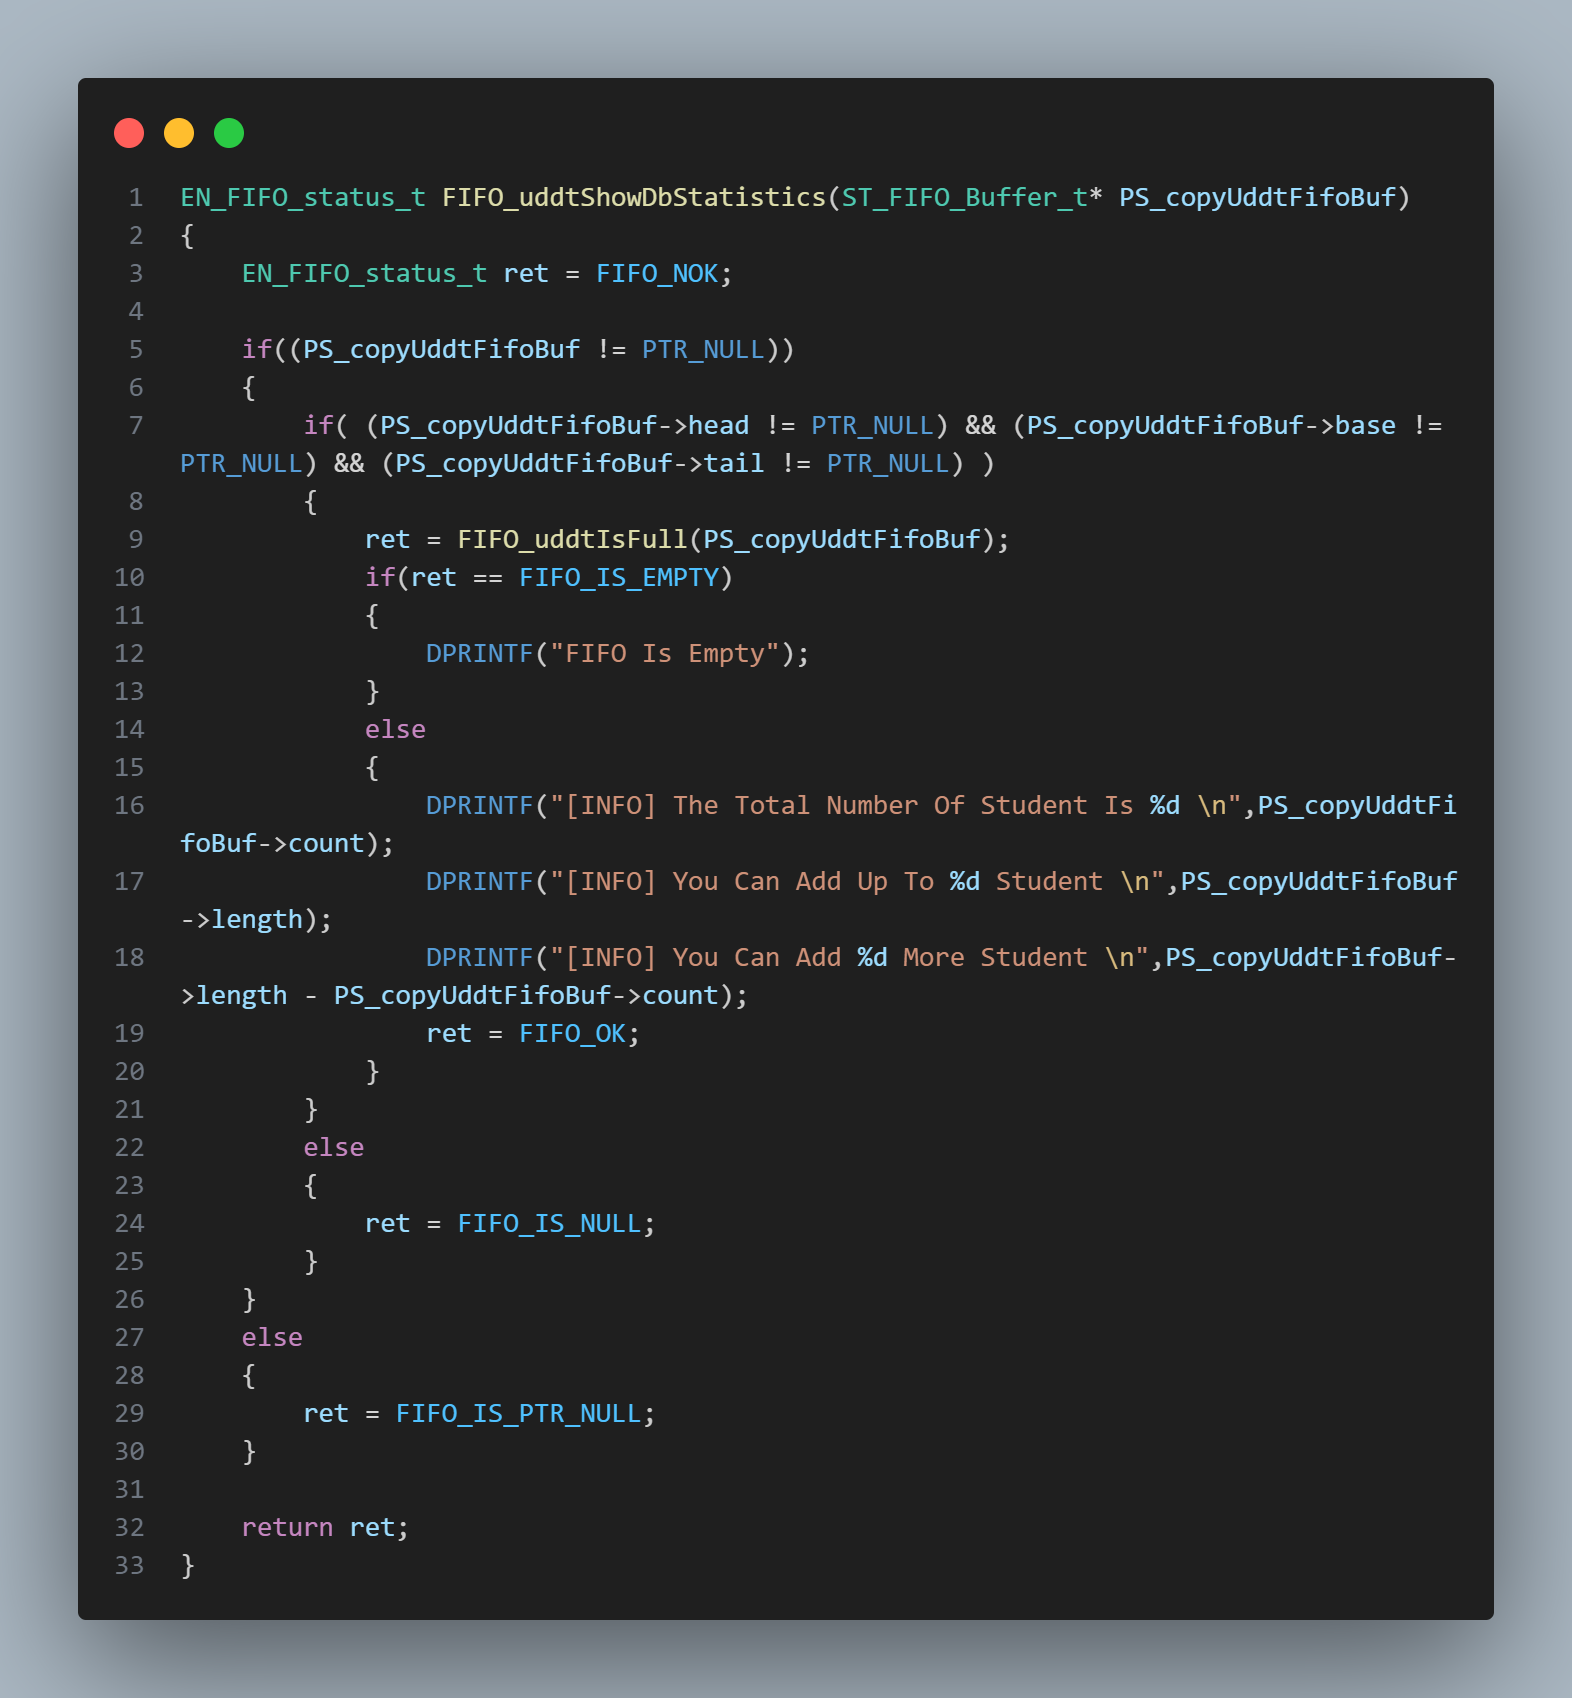 1 EN_FIFO_status_t FIFO_uddtShowDbStatistics(ST_FIFO_Buffer_t* PS_copyUddtFifoBuf)
2 {
3     EN_FIFO_status_t ret = FIFO_NOK;
4
5     if((PS_copyUddtFifoBuf != PTR_NULL))
6     {
7         if( (PS_copyUddtFifoBuf->head != PTR_NULL) && (PS_copyUddtFifoBuf->base !=
PTR_NULL) && (PS_copyUddtFifoBuf->tail != PTR_NULL) )
8         {
9             ret = FIFO_uddtIsFull(PS_copyUddtFifoBuf);
10             if(ret == FIFO_IS_EMPTY)
11             {
12                 DPRINTF("FIFO Is Empty");
13             }
14             else
15             {
16                 DPRINTF("[INFO] The Total Number Of Student Is %d \n",PS_copyUddtFi
foBuf->count);
17                 DPRINTF("[INFO] You Can Add Up To %d Student \n",PS_copyUddtFifoBuf
->length);
18                 DPRINTF("[INFO] You Can Add %d More Student \n",PS_copyUddtFifoBuf-
>length - PS_copyUddtFifoBuf->count);
19                 ret = FIFO_OK;
20             }
21         }
22         else
23         {
24             ret = FIFO_IS_NULL;
25         }
26     }
27     else
28     {
29         ret = FIFO_IS_PTR_NULL;
30     }
31
32     return ret;
33 }